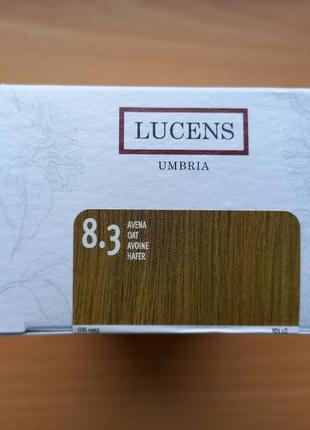 LUCENS
UMBRIA
8.3
AVENA
OAT
AVOINE
HAFER